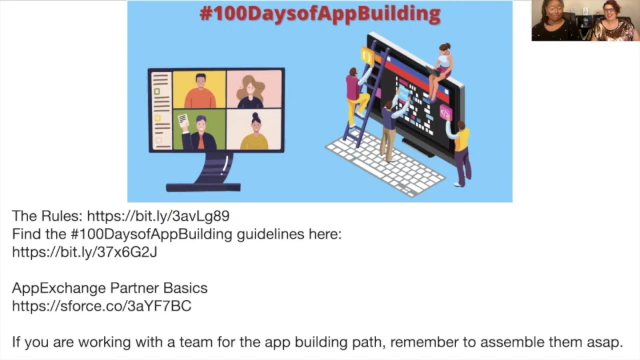 #100DaysofAppBuilding
The Rules: https://bit.ly/3avLg89
Find the #100DaysofAppBuilding guidelines here:
https://bit.ly/37x6G2J
AppExchange Partner Basics
https://sforce.co/3aYF7BC
If you are working with a team for the app building path, remember to assemble them asap.